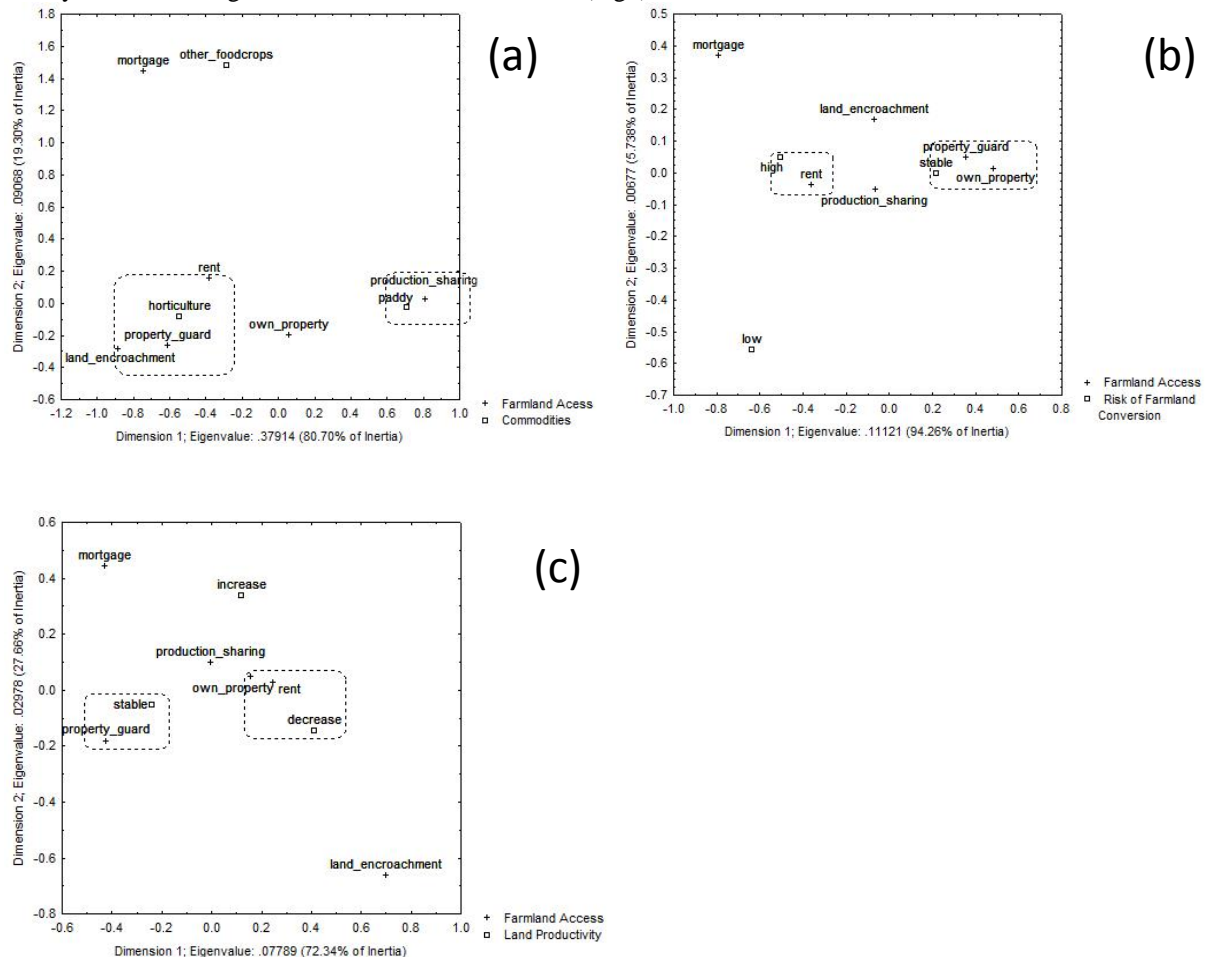 1.8
1.6
1.4
1.2
1.0
0.8
0.6
0.4
0.2
0.0
-0.2
-0.4
-0.6
Dimension 2; Eigenvalue: .09068 (19.30% of Inertia)
mortgage
other_foodcrops
rent
horticulture
property_guard
land_encroachment
own_property
production_sharing
paddy
-1.2 -1.0 -0.8 -0.6 -0.4 -0.2 0.0 0.2 0.4 0.6 0.8 1.0
Dimension 1; Eigenvalue: .37914 (80.70% of Inertia)
Farmland Acess
Commodities
(a)
0.5
0.4
0.3
0.2
0.1
0.0
-0.1
-0.2
-0.3
-0.4
-0.5
-0.6
-0.7
Dimension 2; Eigenvalue: .00677 (5.738% of Inertia)
mortgage
land_encroachment
property_guard
stable
own_property
high
rent
production_sharing
low
-1.0 -0.8 -0.6 -0.4 -0.2 0.0 0.2 0.4 0.6 0.8
Dimension 1; Eigenvalue: .11121 (94.26% of Inertia)
Farmland Access
Risk of Farmland
Conversion
(b)
0.6
0.4
0.2
0.0
-0.2
-0.4
-0.6
-0.8
Dimension 2; Eigenvalue: .02978 (27.66% of Inertia)
mortgage
increase
production_sharing
own_property
rent
stable
property_guard
decrease
land_encroachment
-0.6 -0.4 -0.2 0.0 0.2 0.4 0.6 0.8 1.0
Dimension 1; Eigenvalue: .07789 (72.34% of Inertia)
Farmland Access
Land Productivity
(c)